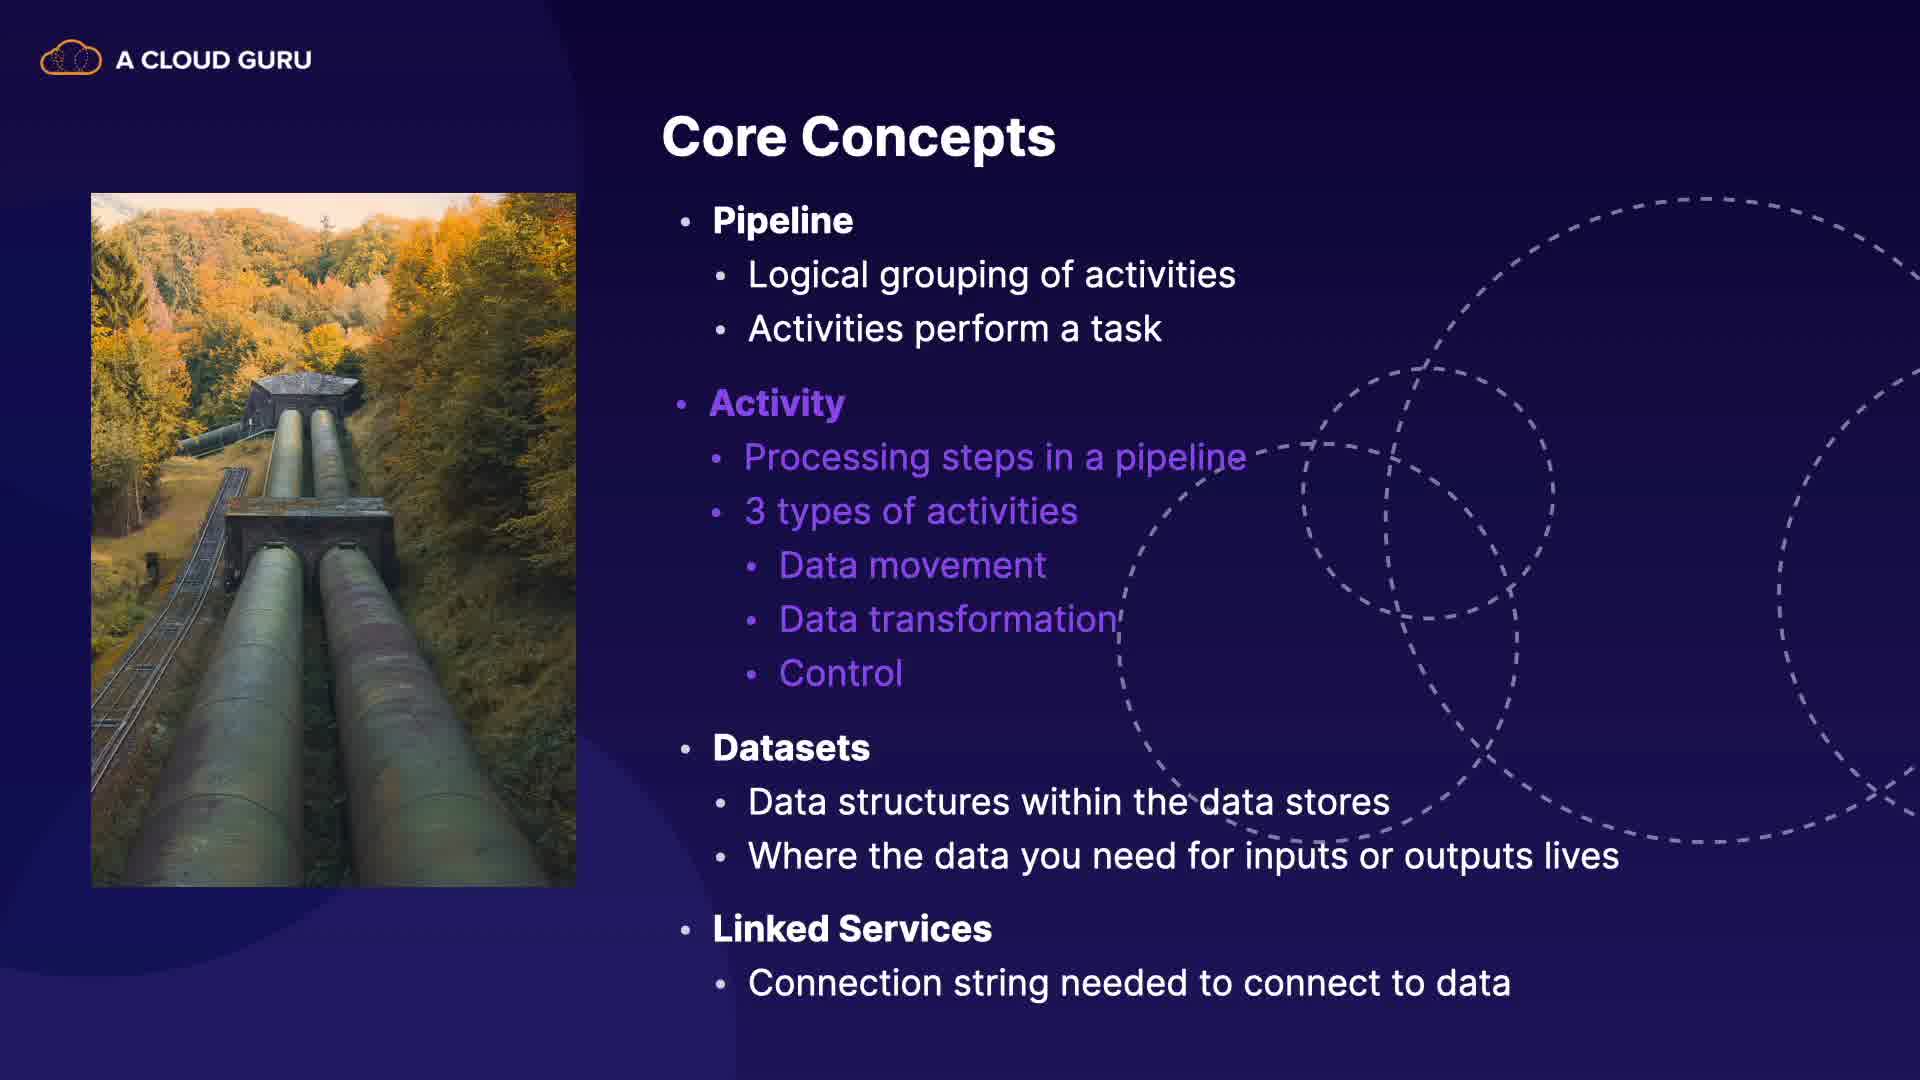 A CLOUD GURU
Core Concepts
• Pipeline
• Logical grouping of activities
• Activities perform a task
• Activity
• Processing steps in a pipeline
• 3 types of activities
• Data movement
• Data transformation
• Control
• Datasets
• Data structures within the data stores
• Where the data you need for inputs or outputs lives
• Linked Services
• Connection string needed to connect to data